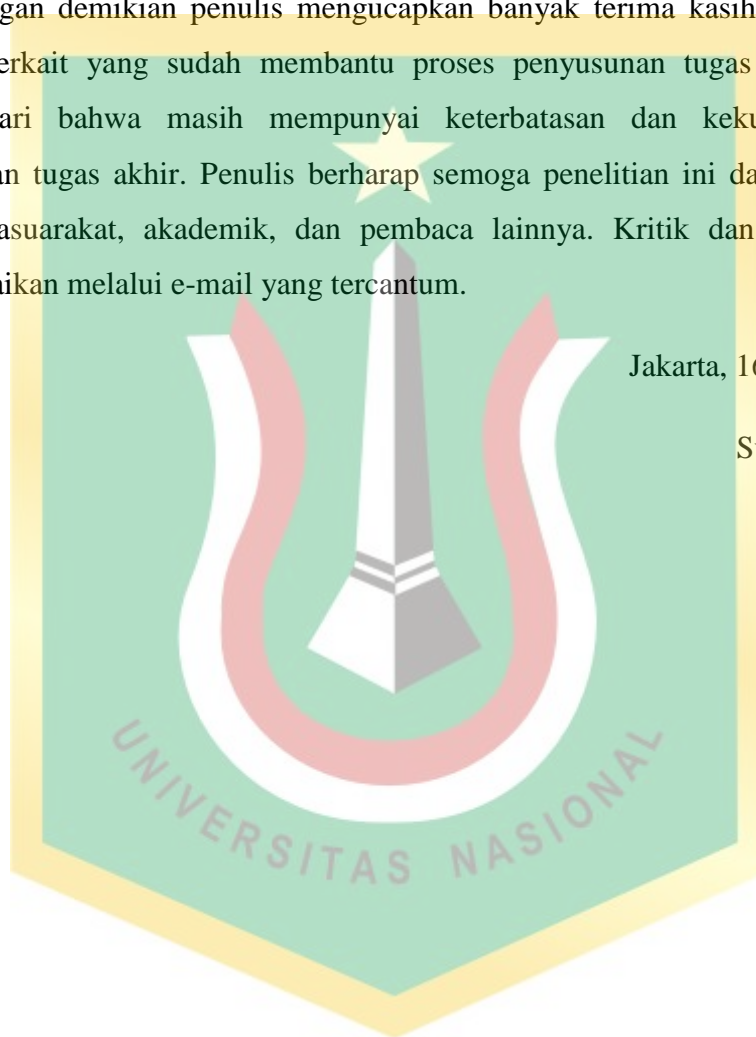 gan demikian penulis mengucapkan banyak terima kasih
erkait yang sudah membantu proses penyusunan tugas
ari bahwa masih mempunyai keterbatasan dan keku
an tugas akhir. Penulis berharap semoga penelitian ini da
asuarakat, akademik, dan pembaca lainnya. Kritik dan
aikan melalui e-mail yang tercantum.
Jakarta, 16
S
UNIVERSITAS NASIONAL